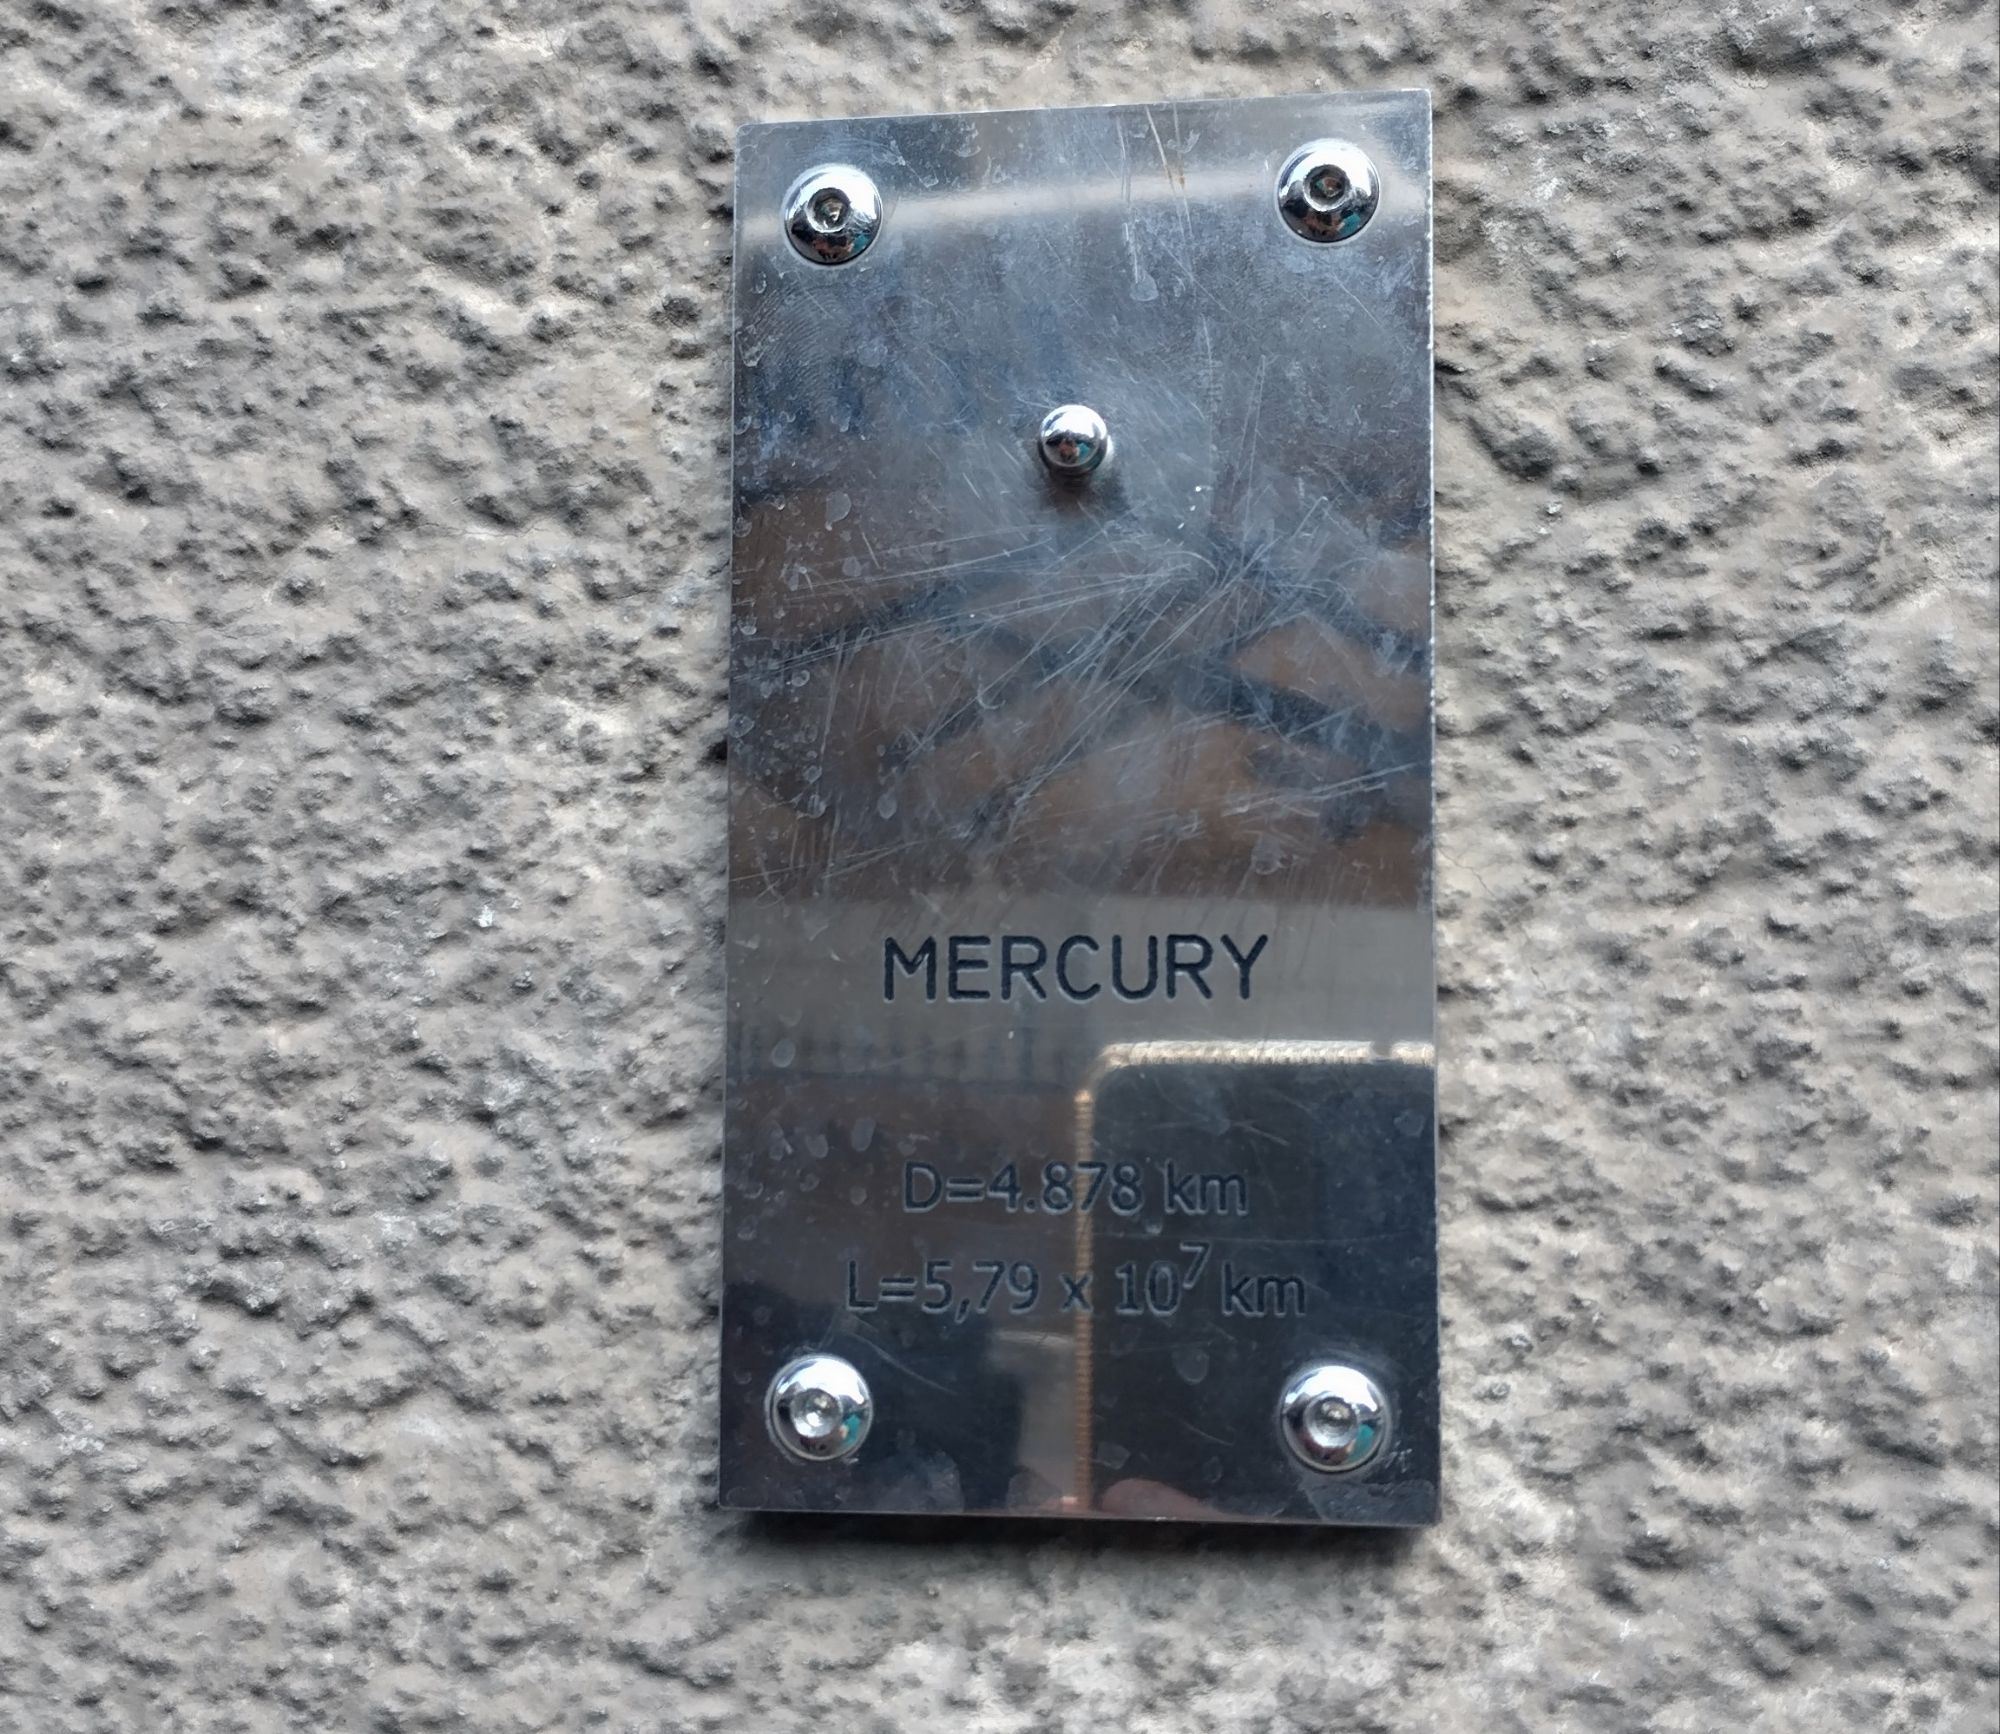 MERCURY
D=4.878 km
L=5,79 x 10⁷ km